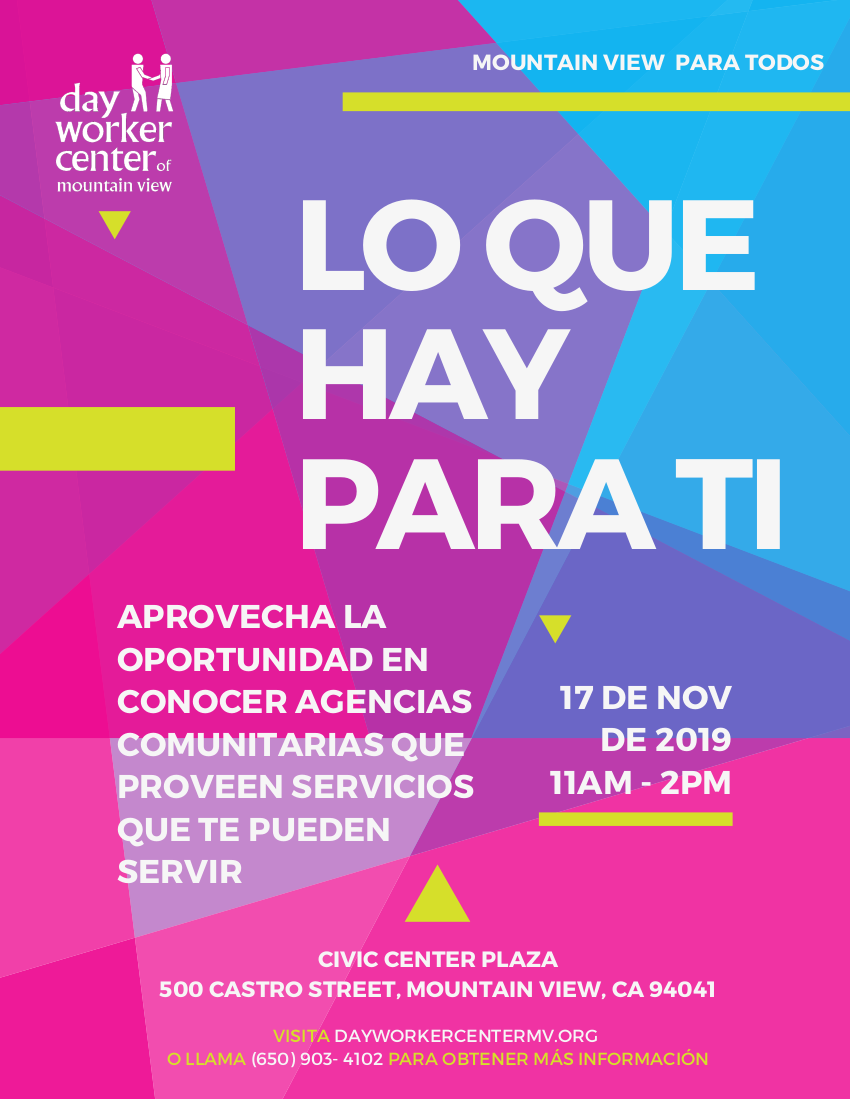 day
worker
center of
mountain view
MOUNTAIN VIEW PARA TODOS
LO QUE
HAY
PARA TI
APROVECHA LA
OPORTUNIDAD EN
CONOCER AGENCIAS
COMUNITARIAS QUE
PROVEEN SERVICIOS
QUE TE PUEDEN
SERVIR
17 DE NOV
DE 2019
11AM - 2PM
CIVIC CENTER PLAZA
500 CASTRO STREET, MOUNTAIN VIEW, CA 94041
VISITA DAYWORKERCENTERMV.ORG
O LLAMA (650) 903- 4102 PARA OBTENER MÁS INFORMACIÓN